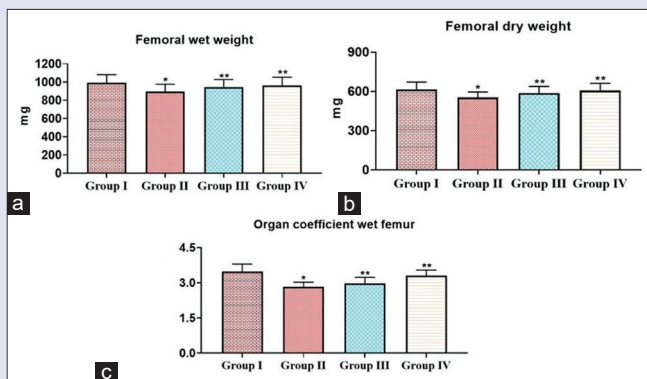 Femoral wet weight
1200
1000
800
600
400
200
0
mg
*
**
**
Group I Group II Group III Group IV
a
Femoral dry weight
900
600
300
0
mg
*
**
**
Group I Group II Group III Group IV
b
Organ coefficient wet femur
4.5
3.0
1.5
0.0
*
**
**
Group I Group II Group III Group IV
c